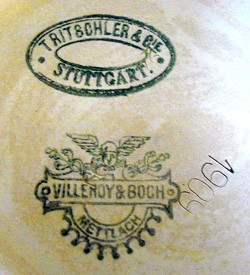 TRITSCHLER & CIE
STUTTGART.
VILLEROY & BOCH
METTLACH
1909